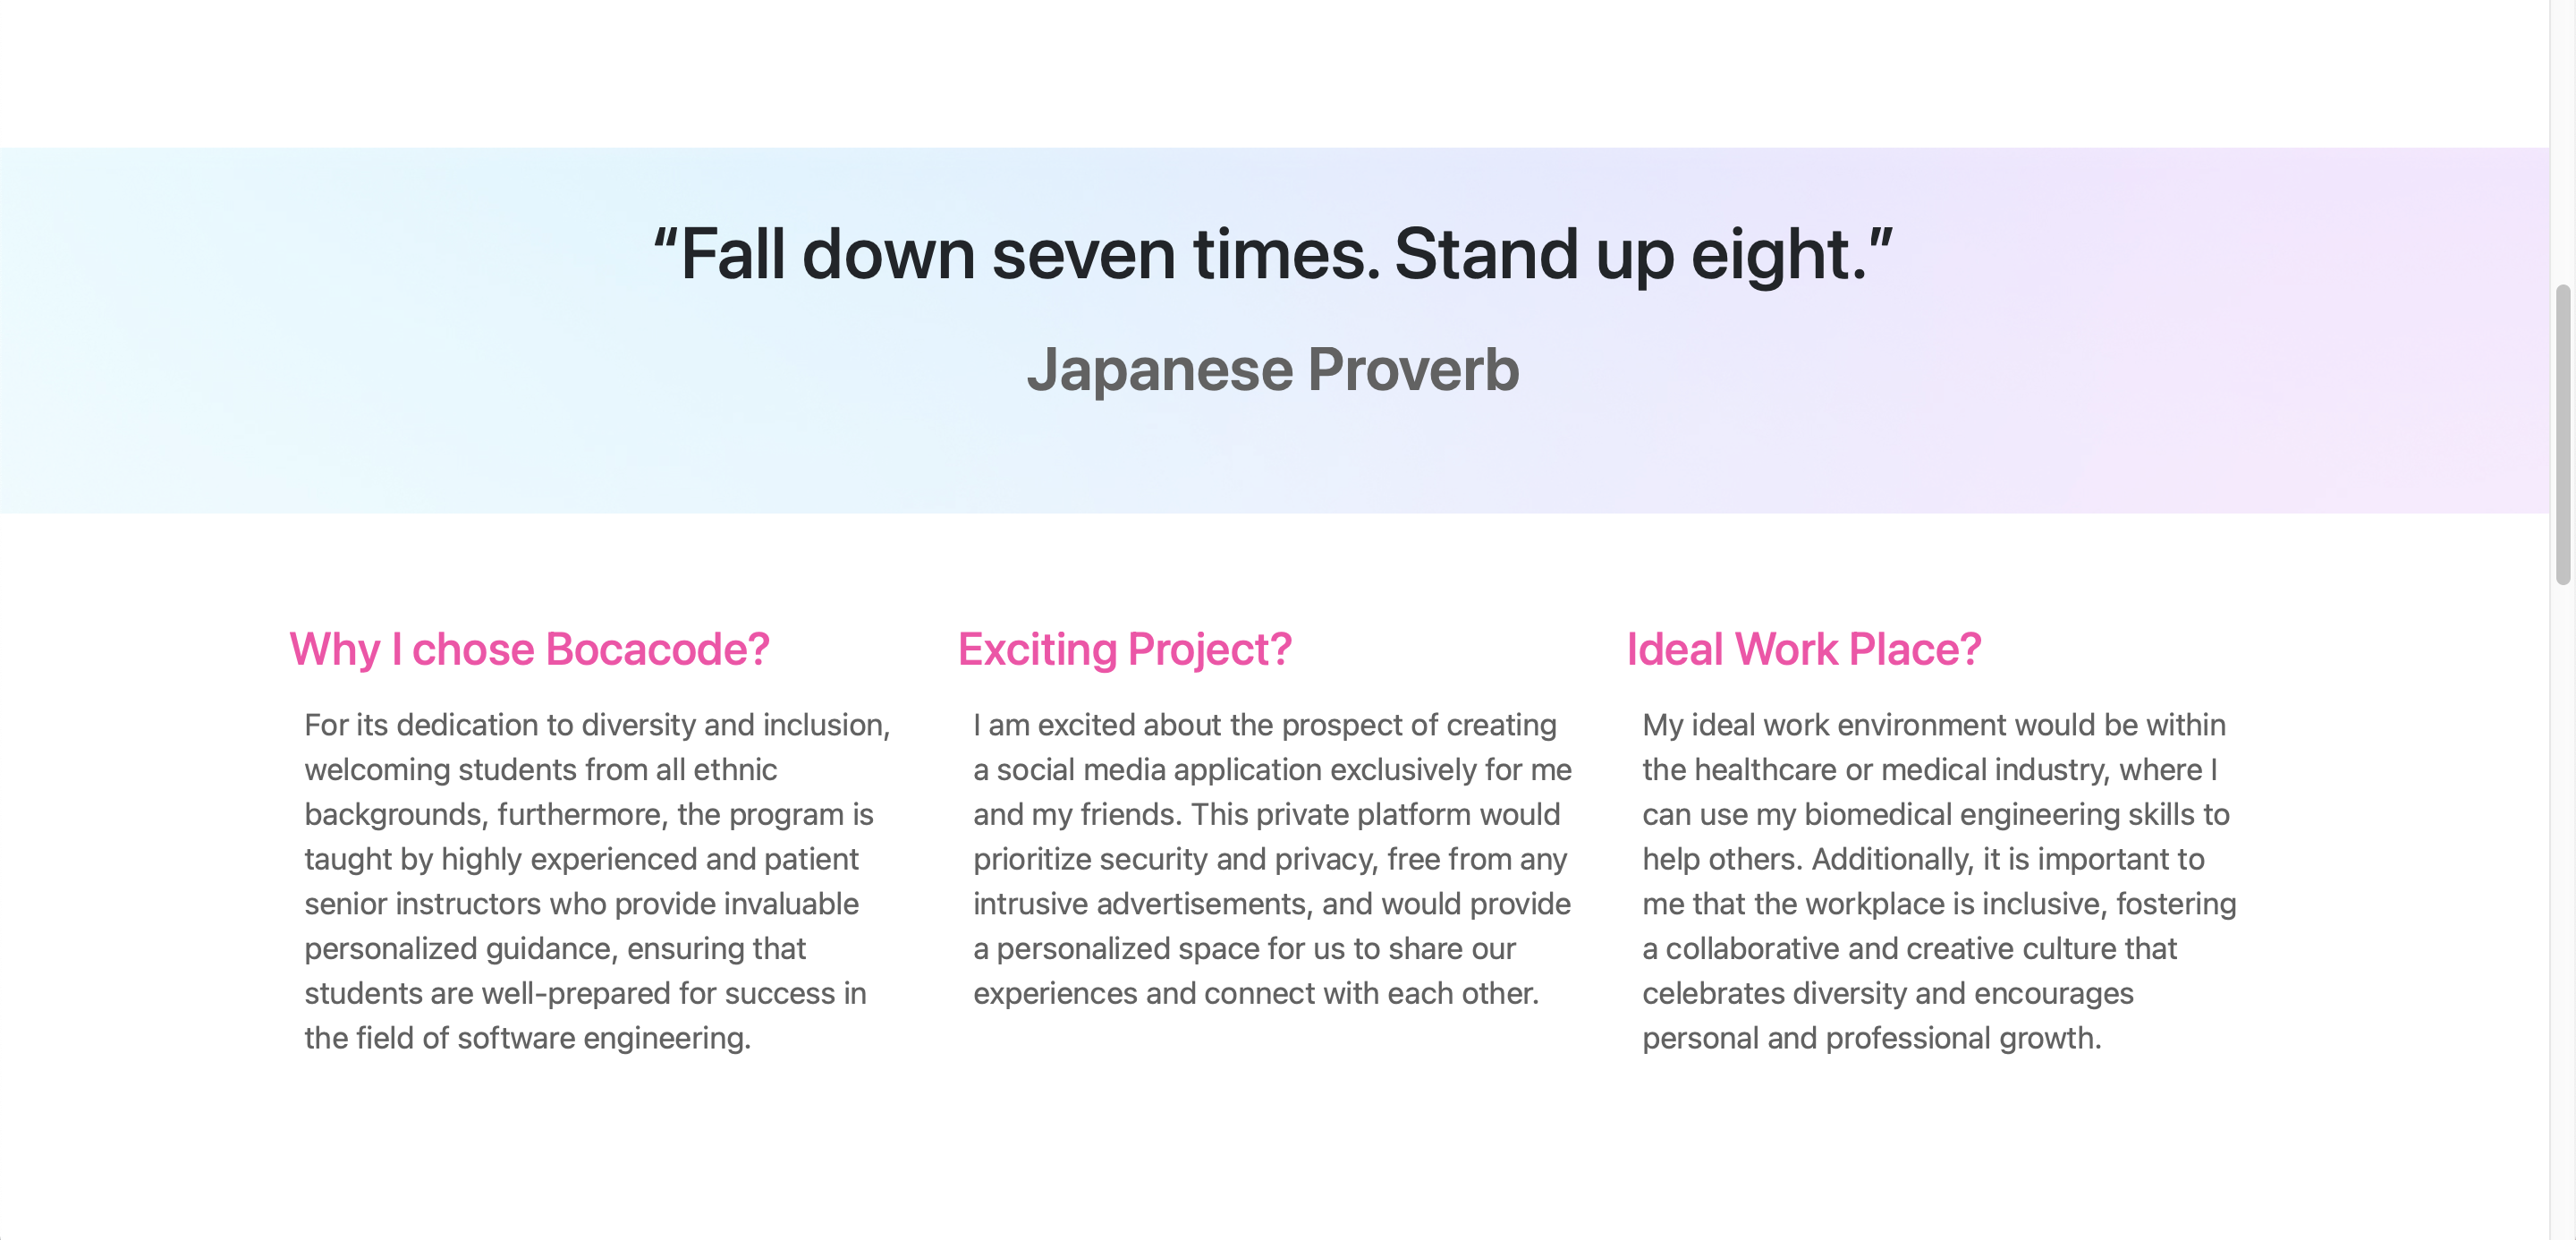 “Fall down seven times. Stand up eight.”
Japanese Proverb
Why I chose Bocacode?
For its dedication to diversity and inclusion,
welcoming students from all ethnic
backgrounds, furthermore, the program is
taught by highly experienced and patient
senior instructors who provide invaluable
personalized guidance, ensuring that
students are well-prepared for success in
the field of software engineering.
Exciting Project?
I am excited about the prospect of creating
a social media application exclusively for me
and my friends. This private platform would
prioritize security and privacy, free from any
intrusive advertisements, and would provide
a personalized space for us to share our
experiences and connect with each other.
Ideal Work Place?
My ideal work environment would be within
the healthcare or medical industry, where I
can use my biomedical engineering skills to
help others. Additionally, it is important to
me that the workplace is inclusive, fostering
a collaborative and creative culture that
celebrates diversity and encourages
personal and professional growth.